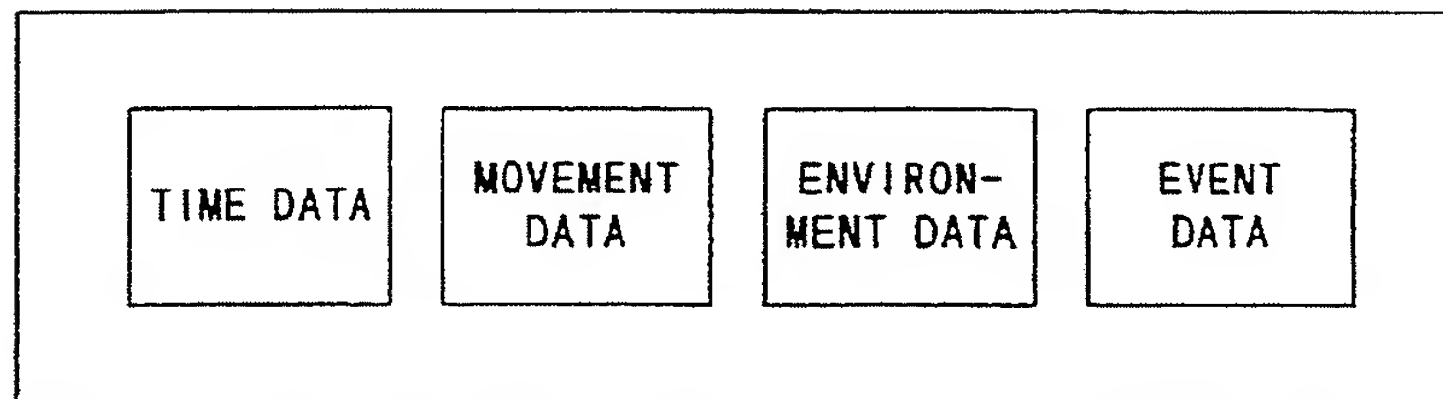 TIME DATA
MOVEMENT
DATA
ENVIRON-
MENT DATA
EVENT
DATA